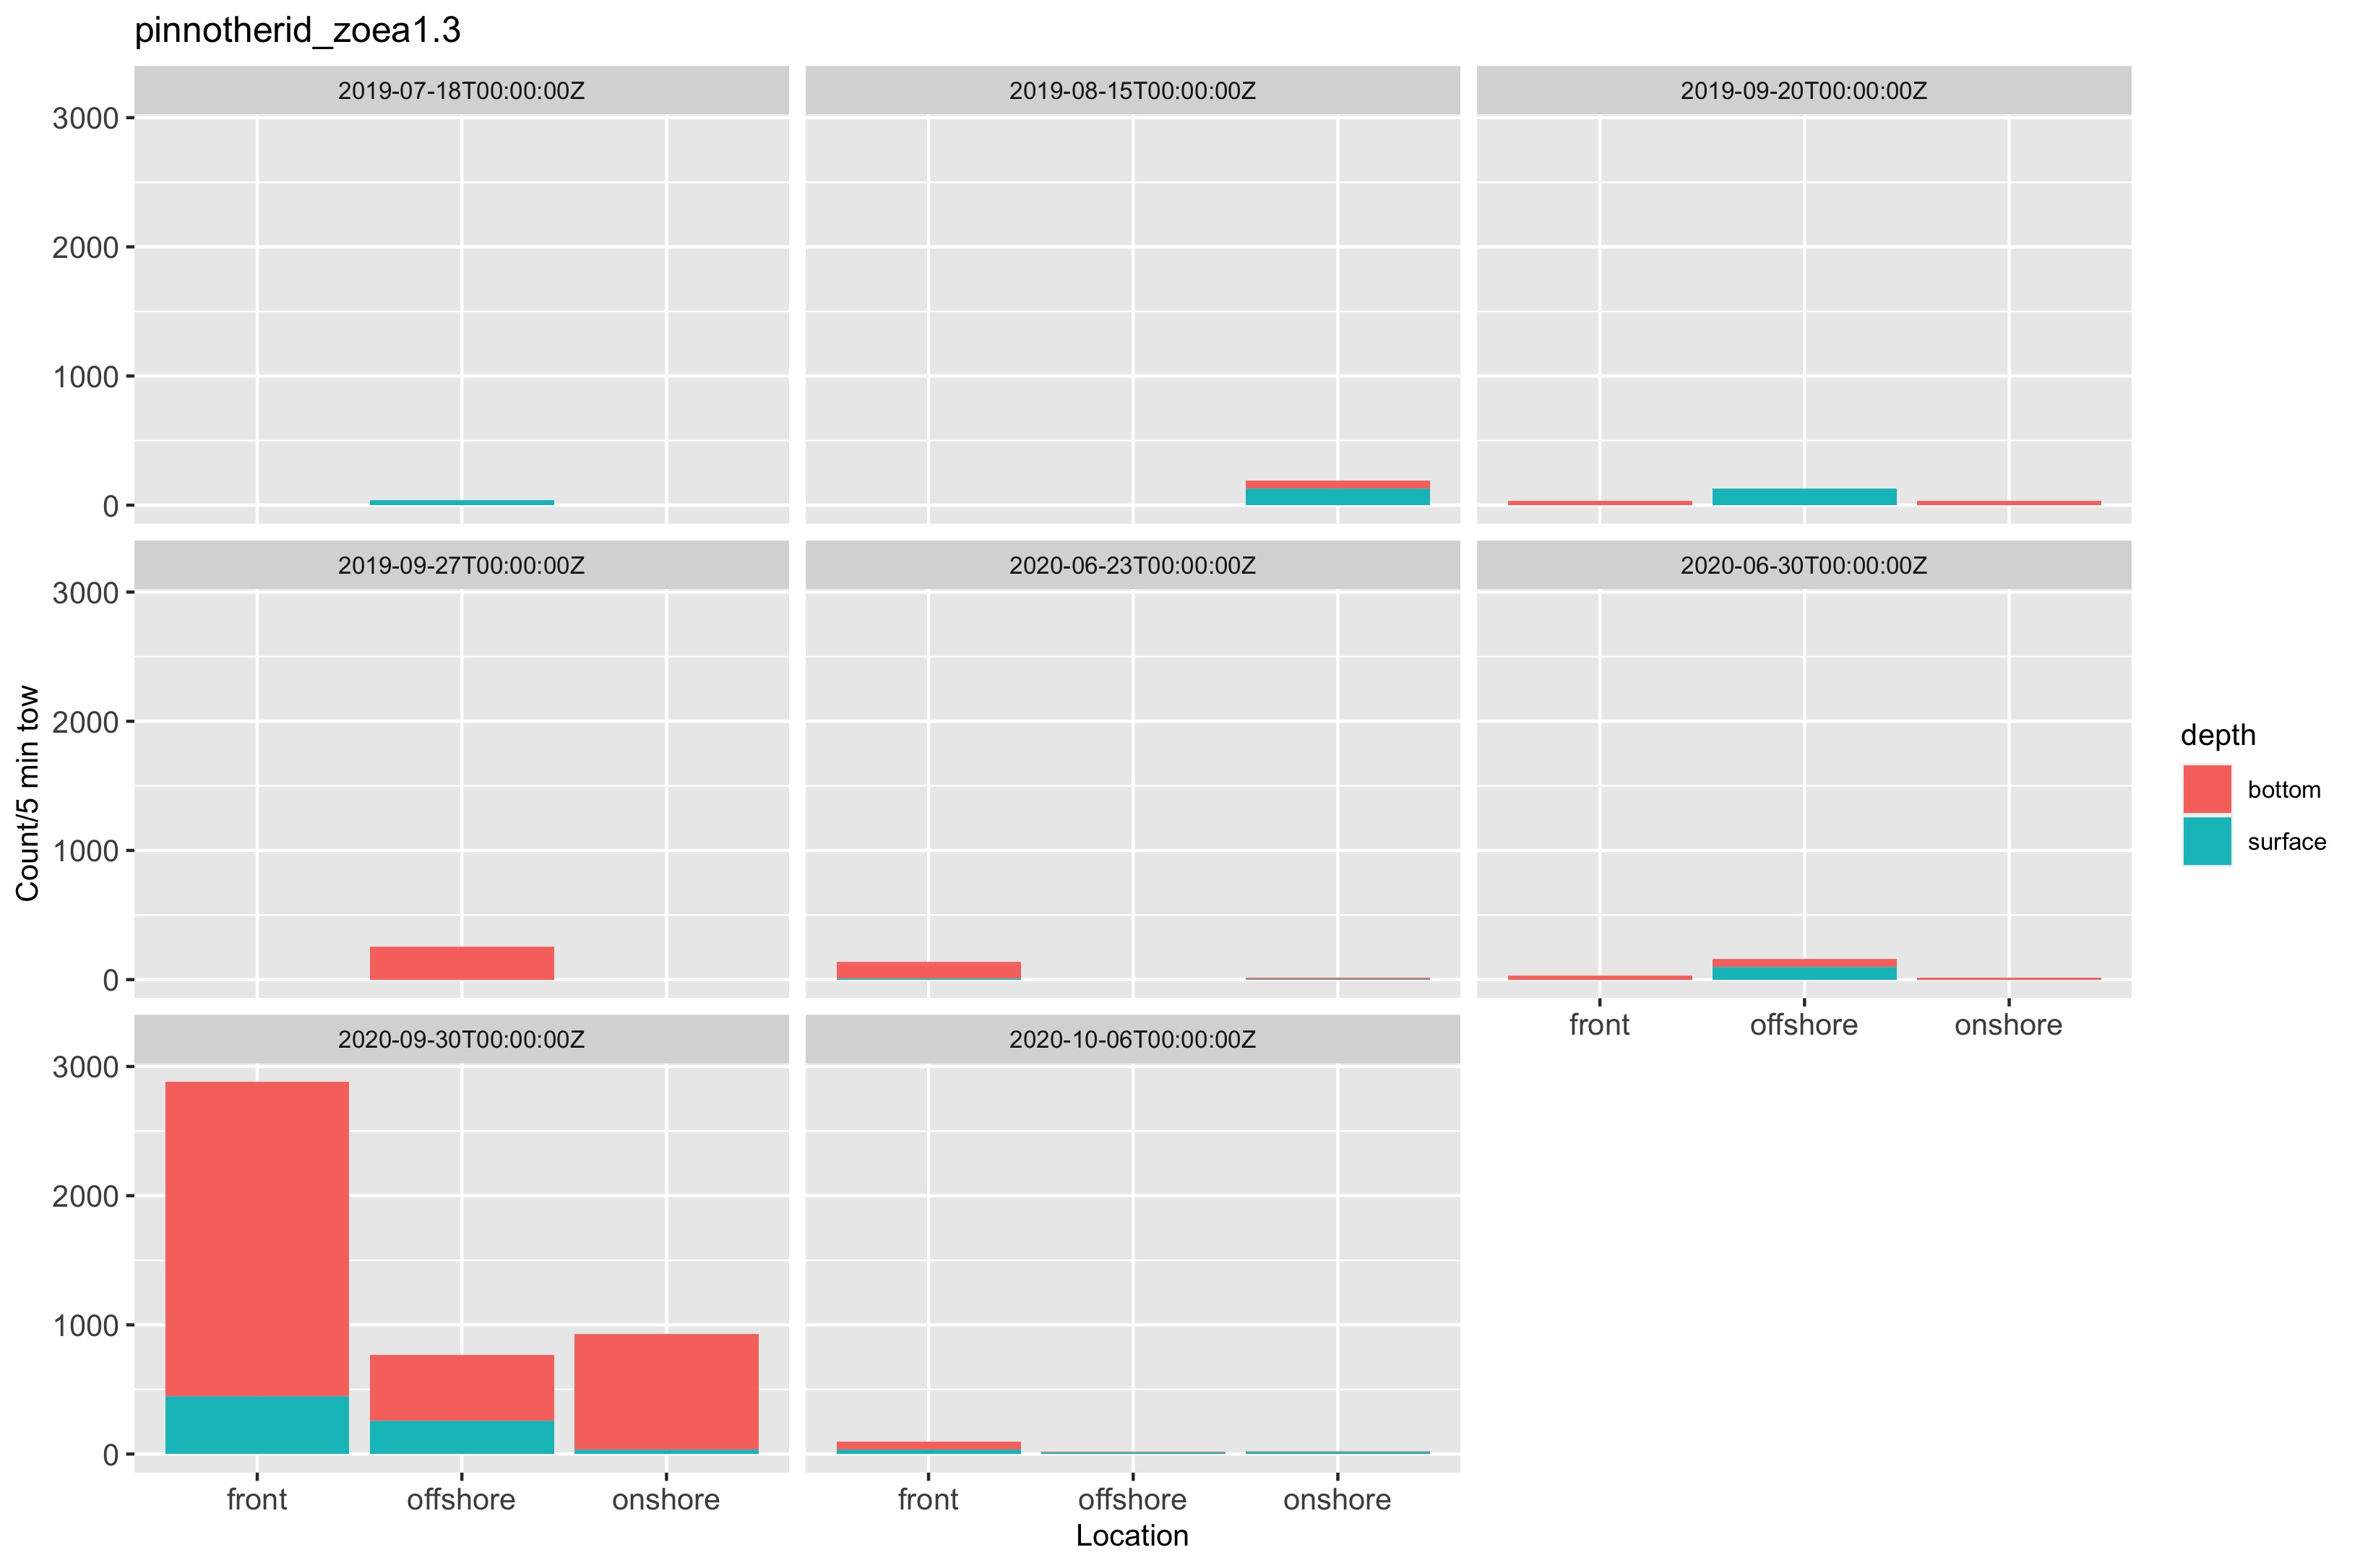 pinnotherid_zoea1.3
2019-07-18T00:00:00Z
2019-08-15T00:00:00Z
2019-09-20T00:00:00Z
3000
2000
1000
0
2019-09-27T00:00:00Z
2020-06-23T00:00:00Z
2020-06-30T00:00:00Z
3000
2000
1000
0
front
offshore
onshore
2020-09-30T00:00:00Z
2020-10-06T00:00:00Z
3000
2000
1000
0
front
offshore
onshore
front
offshore
onshore
Location
Count/5 min tow
depth
bottom
surface